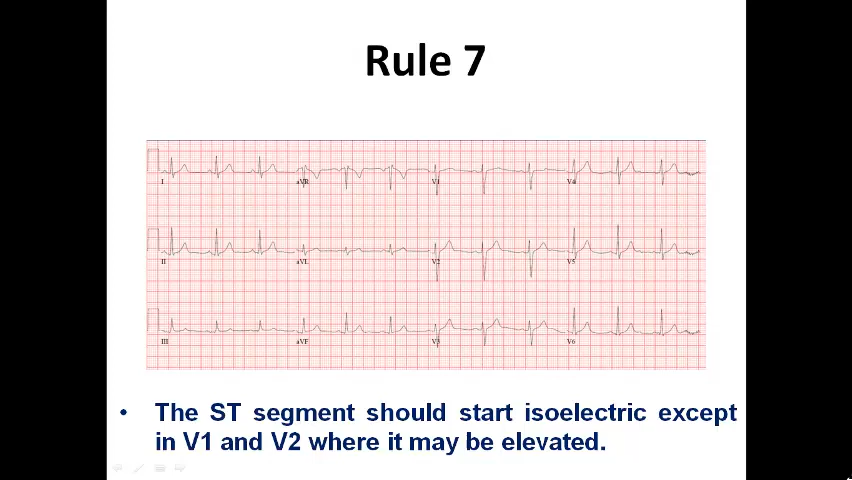 Rule 7
I aVR V1 V4
II aVL V2 V5
III aVF V3 V6
• The ST segment should start isoelectric except
in V1 and V2 where it may be elevated.